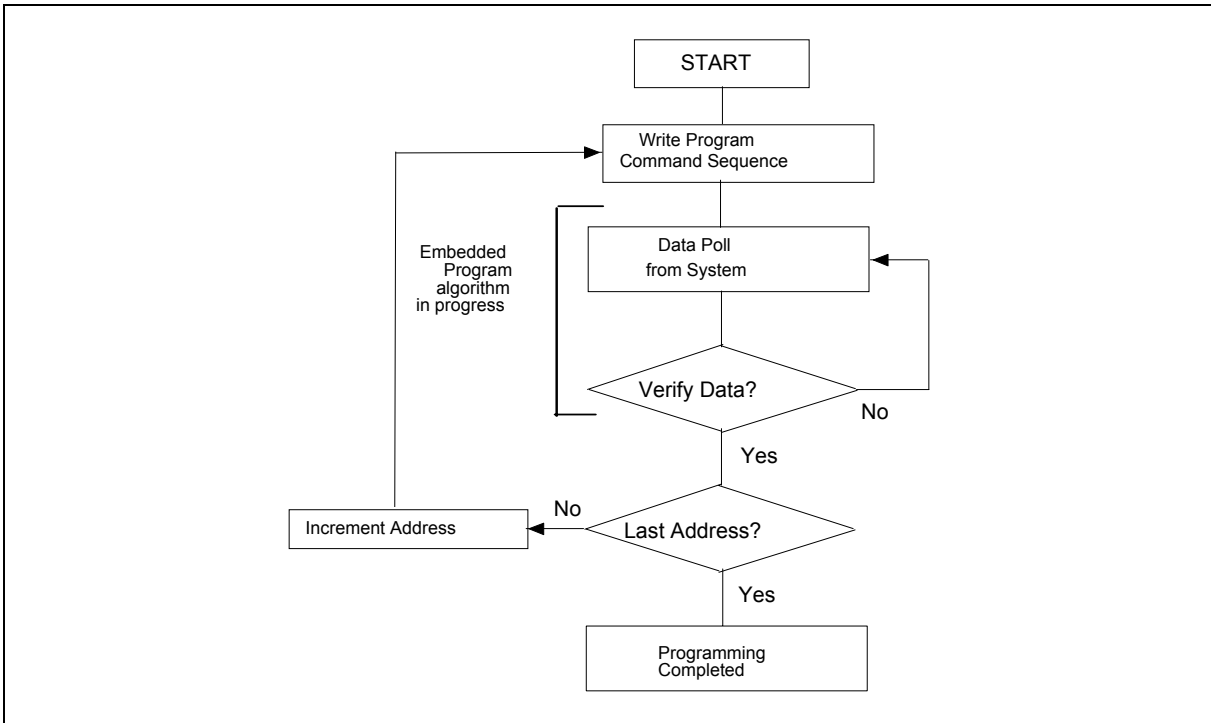 START
Write Program
Command Sequence
Embedded
Program
algorithm
in progress
Data Poll
from System
Verify Data?
No
Yes
No
Increment Address
Last Address?
Yes
Programming
Completed